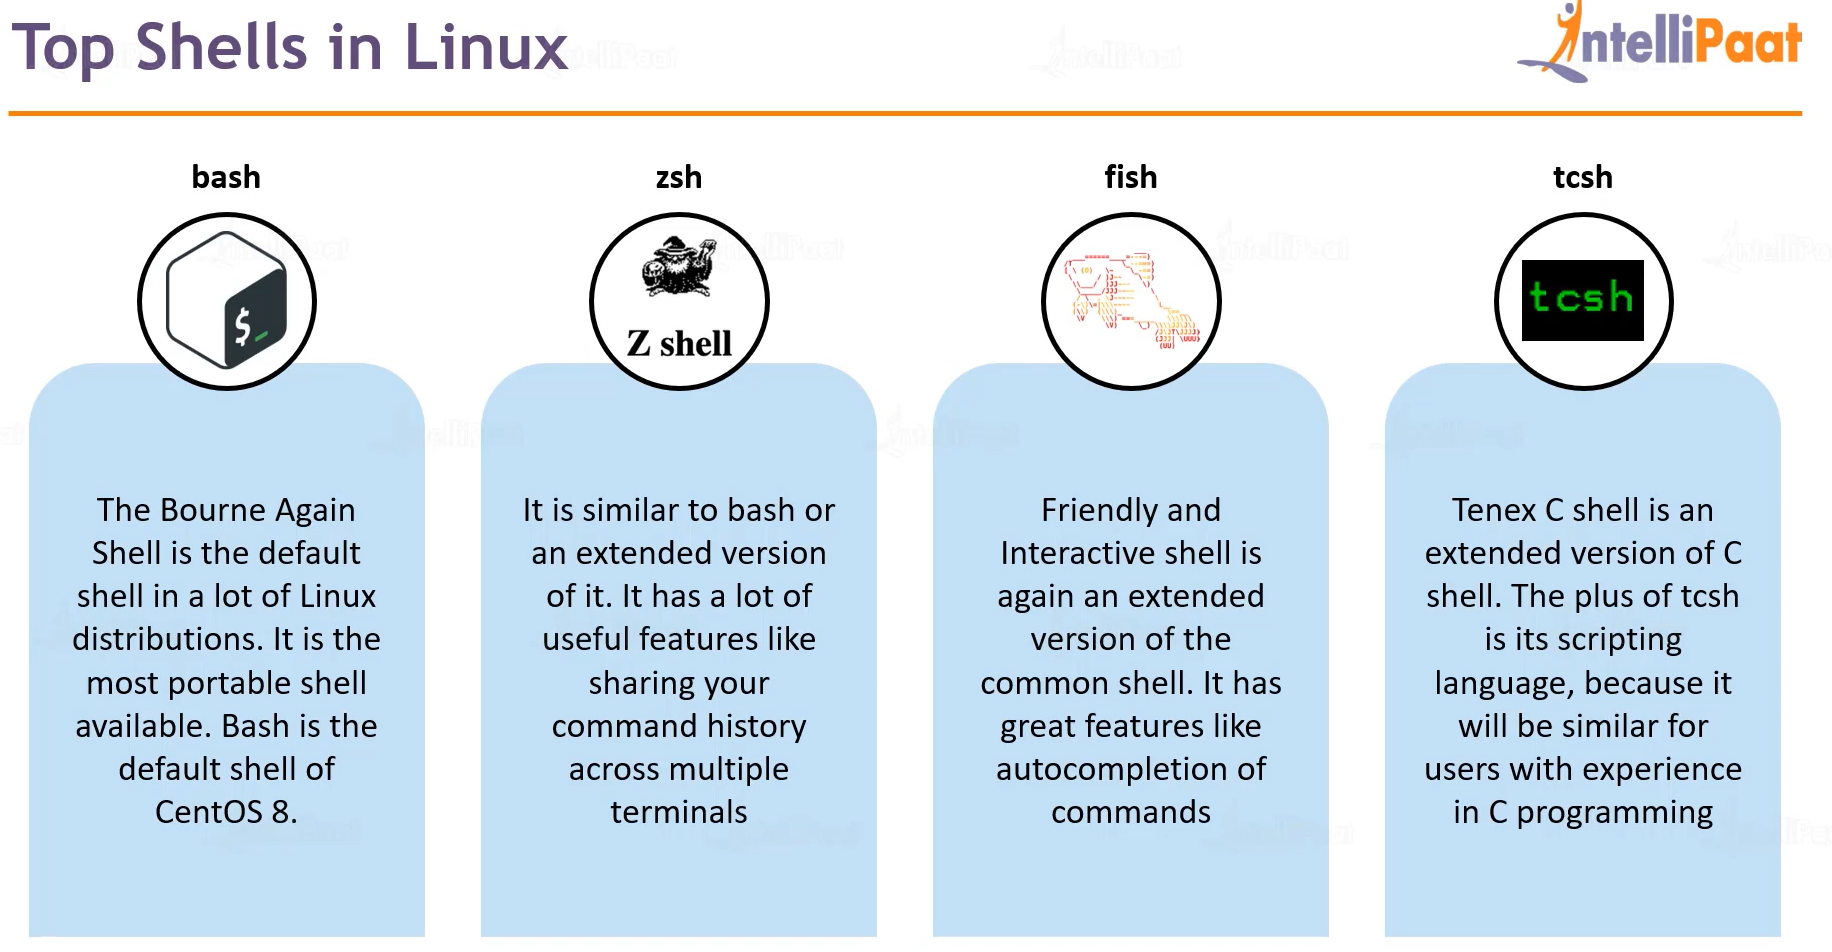 Top Shells in Linux
IntelliPaat
bash
zsh
fish
tcsh
$_
Z shell
tcsh
The Bourne Again
Shell is the default
shell in a lot of Linux
distributions. It is the
most portable shell
available. Bash is the
default shell of
CentOS 8.
It is similar to bash or
an extended version
of it. It has a lot of
useful features like
sharing your
command history
across multiple
terminals
Friendly and
Interactive shell is
again an extended
version of the
common shell. It has
great features like
autocompletion of
commands
Tenex C shell is an
extended version of C
shell. The plus of tcsh
is its scripting
language, because it
will be similar for
users with experience
in C programming